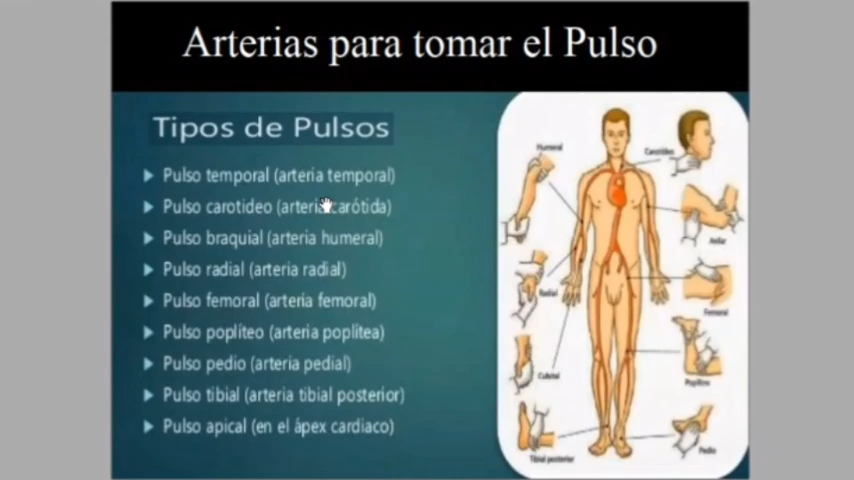 Arterias para tomar el Pulso
Tipos de Pulsos
Pulso temporal (arteria temporal)
Pulso carotideo (arteria carótida)
Pulso braquial (arteria humeral)
Pulso radial (arteria radial)
Pulso femoral (arteria femoral)
Pulso poplíteo (arteria poplítea)
Pulso pedio (arteria pedial)
Pulso tibial (arteria tibial posterior)
Pulso apical (en el ápex cardiaco)
Humeral
Carotídeo
Axilar
Radial
Femoral
Cubital
Poplíteo
Tibial posterior
Pedio